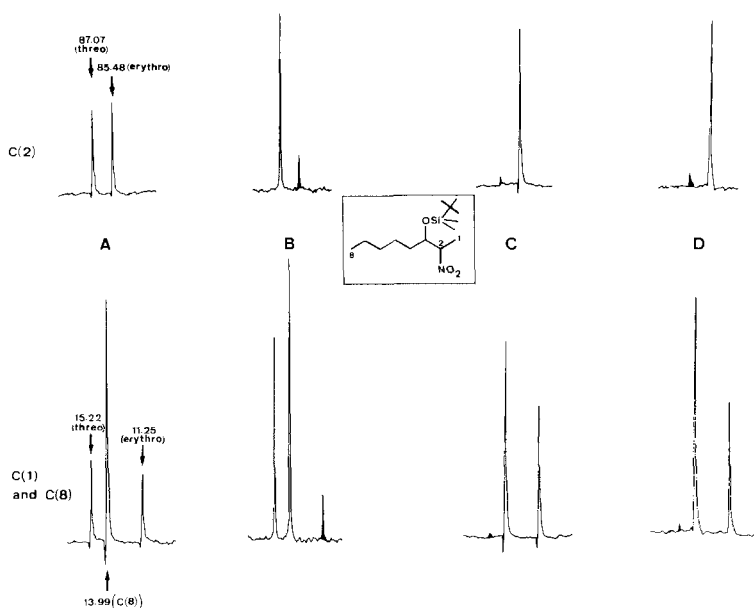 87.07
(threo)
85.48 (erythro)
C(2)
A
B
C
D
OSi
8
2
1
NO2
15.22
(threo)
11.25
(erythro)
C(1)
and C(8)
13.99(C(8))